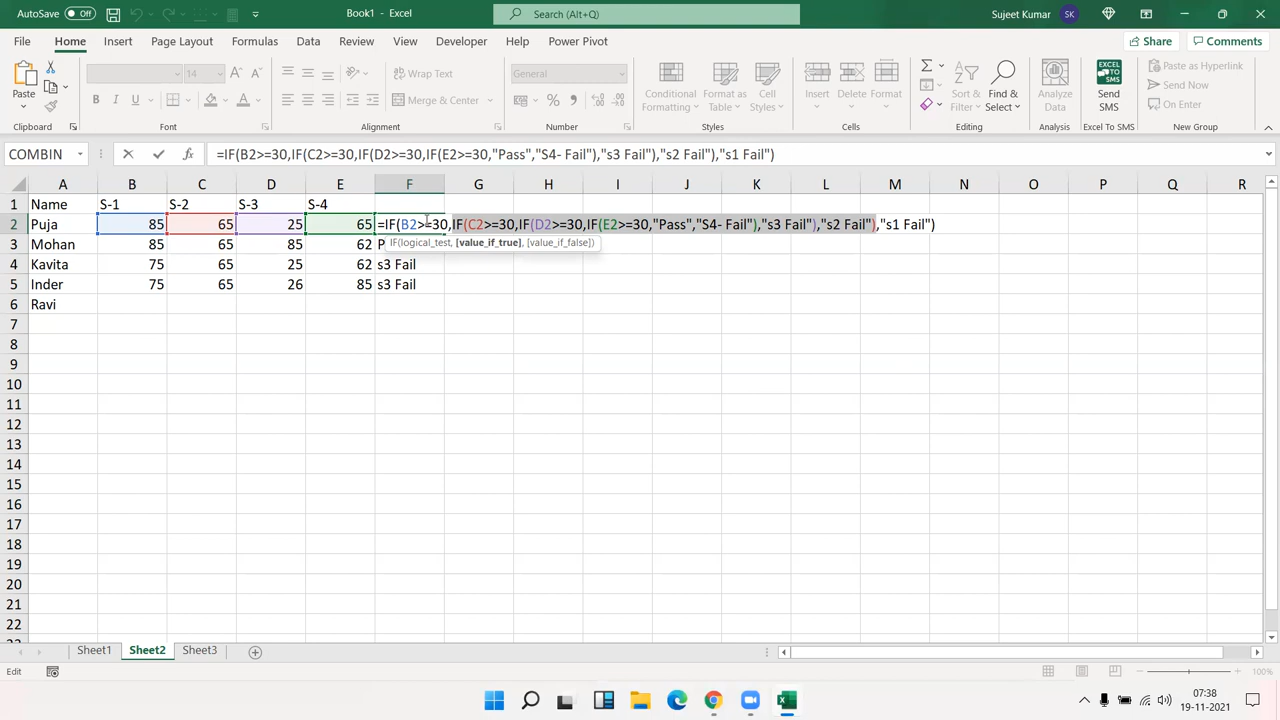 AutoSave Off Book1 - Excel Search (Alt+Q) Sujeet Kumar SK
File Home Insert Page Layout Formulas Data Review View Developer Help Power Pivot Share Comments
Paste 14 A A Wrap Text General Conditional Formatting Format as Table Cell Styles Insert Delete Format Sort & Filter Find & Select Analyze Data Send SMS Paste as Hyperlink
Send Now
B I U A Merge & Center % On Enter
Clipboard Font Alignment Number Styles Cells Editing Analysis Excel To SMS New Group
COMBIN fx =IF(B2>=30,IF(C2>=30,IF(D2>=30,IF(E2>=30,"Pass","S4- Fail"),"s3 Fail"),"s2 Fail"),"s1 Fail")
A B C D E F G H I J K L M N O P Q R
1 Name S-1 S-2 S-3 S-4
2 Puja 85 65 25 65 =IF(B2>=30,IF(C2>=30,IF(D2>=30,IF(E2>=30,"Pass","S4- Fail"),"s3 Fail"),"s2 Fail"),"s1 Fail")
3 Mohan 85 65 85 62 P IF(logical_test, [value_if_true], [value_if_false])
4 Kavita 75 65 25 62 s3 Fail
5 Inder 75 65 26 85 s3 Fail
6 Ravi
7
8
9
10
11
12
13
14
15
16
17
18
19
20
21
22
Sheet1 Sheet2 Sheet3
Edit 100%
07:38
19-11-2021